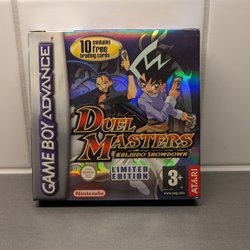 GAME BOY ADVANCE
10 contains
free
trading cards
DUEL
MASTERS
KAIJUDO SHOWDOWN
LIMITED
EDITION
Nintendo
3+
ATARI